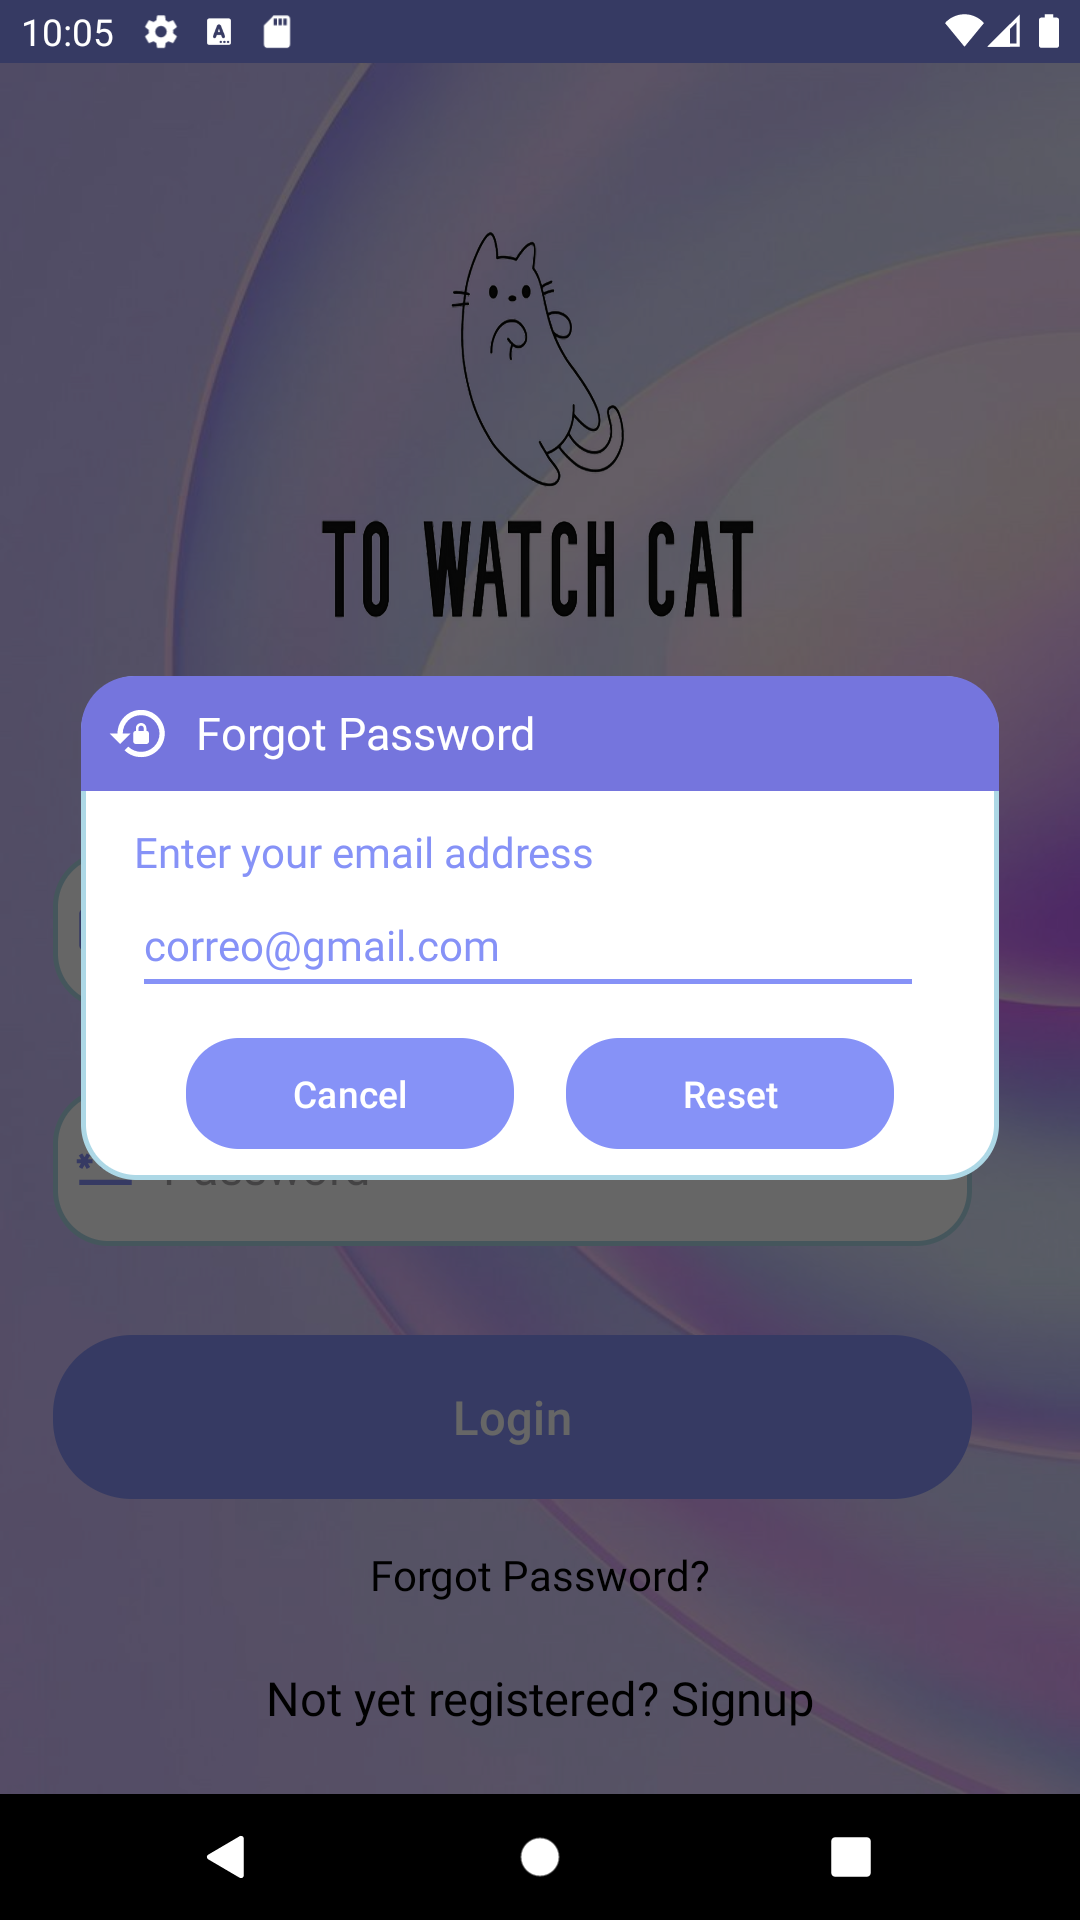 10:05
TO WATCH CAT
Forgot Password
Enter your email address
correo@gmail.com
Cancel
Reset
Password
Login
Forgot Password?
Not yet registered? Signup